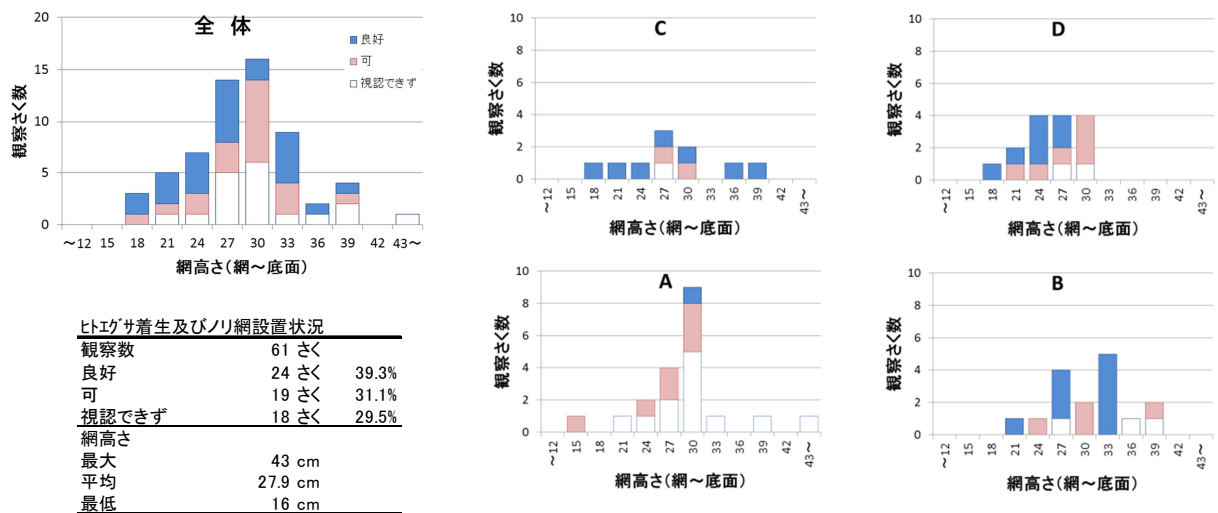 全 体
良好
可
視認できず
観察さく数
20
15
10
5
0
～12 15 18 21 24 27 30 33 36 39 42 43～
網高さ(網～底面)
C
観察さく数
10
8
6
4
2
0
～12 15 18 21 24 27 30 33 36 39 42 43～
網高さ(網～底面)
D
観察さく数
10
8
6
4
2
0
～12 15 18 21 24 27 30 33 36 39 42 43～
網高さ(網～底面)
ﾋﾄｴｸﾞｻ着生及びノリ網設置状況
観察数 61 さく
良好 24 さく 39.3%
可 19 さく 31.1%
視認できず 18 さく 29.5%
網高さ
最大 43 cm
平均 27.9 cm
最低 16 cm
A
観察さく数
10
8
6
4
2
0
～12 15 18 21 24 27 30 33 36 39 42 43～
網高さ(網～底面)
B
観察さく数
10
8
6
4
2
0
～12 15 18 21 24 27 30 33 36 39 42 43～
網高さ(網～底面)